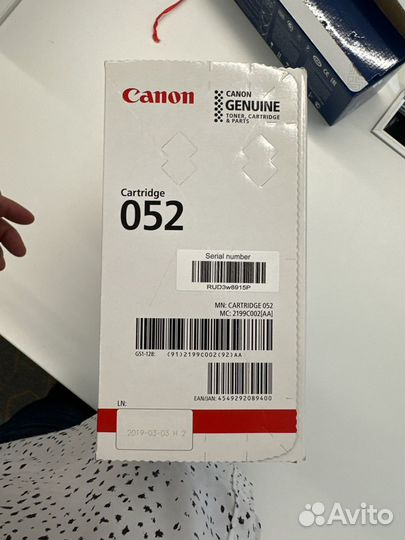 Canon
CANON
GENUINE
TONER, CARTRIDGE
& PARTS
Cartridge
052
Serial number
RUD3w8915P
MN: CARTRIDGE 052
MC: 2199C002[AA]
GS1-128: (91)2199C002(92)AA
EAN/JAN: 4549292089400
LN:
2019-03-03 H 2
Avito